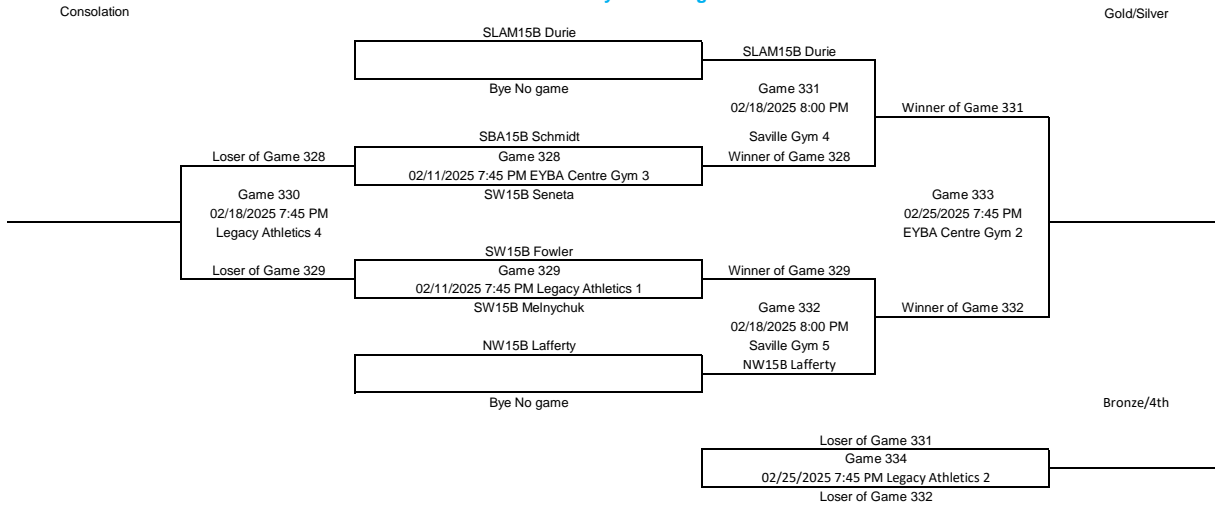 Consolation
Gold/Silver
SLAM15B Durie
SLAM15B Durie
Bye No game
Game 331
02/18/2025 8:00 PM
Winner of Game 331
SBA15B Schmidt
Saville Gym 4
Loser of Game 328
Game 328
Winner of Game 328
02/11/2025 7:45 PM EYBA Centre Gym 3
SW15B Seneta
Game 330
02/18/2025 7:45 PM
Legacy Athletics 4
Game 333
02/25/2025 7:45 PM
EYBA Centre Gym 2
SW15B Fowler
Loser of Game 329
Game 329
Winner of Game 329
02/11/2025 7:45 PM Legacy Athletics 1
SW15B Melnychuk
Game 332
Winner of Game 332
02/18/2025 8:00 PM
NW15B Lafferty
Saville Gym 5
NW15B Lafferty
Bye No game
Bronze/4th
Loser of Game 331
Game 334
02/25/2025 7:45 PM Legacy Athletics 2
Loser of Game 332